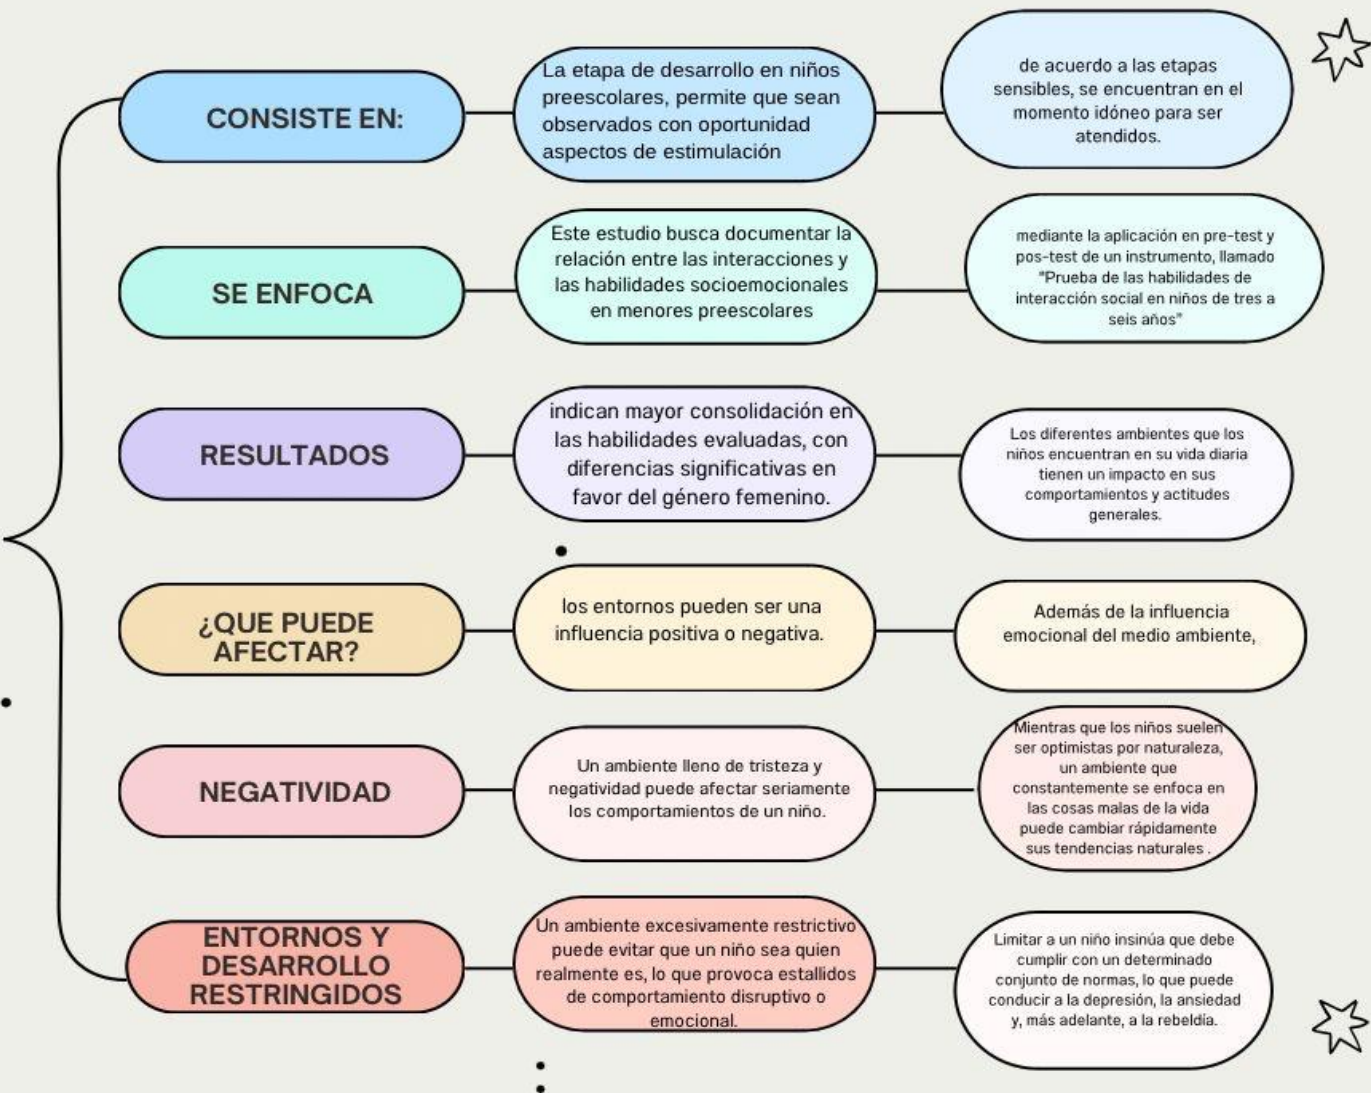 CONSISTE EN:
La etapa de desarrollo en niños
preescolares, permite que sean
observados con oportunidad
aspectos de estimulación
de acuerdo a las etapas
sensibles, se encuentran en el
momento idóneo para ser
atendidos.
SE ENFOCA
Este estudio busca documentar la
relación entre las interacciones y
las habilidades socioemocionales
en menores preescolares
mediante la aplicación en pre-test y
pos-test de un instrumento, llamado
"Prueba de las habilidades de
interacción social en niños de tres a
seis años"
RESULTADOS
indican mayor consolidación en
las habilidades evaluadas, con
diferencias significativas en
favor del género femenino.
Los diferentes ambientes que los
niños encuentran en su vida diaria
tienen un impacto en sus
comportamientos y actitudes
generales.
¿QUE PUEDE
AFECTAR?
los entornos pueden ser una
influencia positiva o negativa.
Además de la influencia
emocional del medio ambiente,
NEGATIVIDAD
Un ambiente lleno de tristeza y
negatividad puede afectar seriamente
los comportamientos de un niño.
Mientras que los niños suelen
ser optimistas por naturaleza,
un ambiente que
constantemente se enfoca en
las cosas malas de la vida
puede cambiar rápidamente
sus tendencias naturales .
ENTORNOS Y
DESARROLLO
RESTRINGIDOS
Un ambiente excesivamente restrictivo
puede evitar que un niño sea quien
realmente es, lo que provoca estallidos
de comportamiento disruptivo o
emocional.
Limitar a un niño insinúa que debe
cumplir con un determinado
conjunto de normas, lo que puede
conducir a la depresión, la ansiedad
y, más adelante, a la rebeldía.